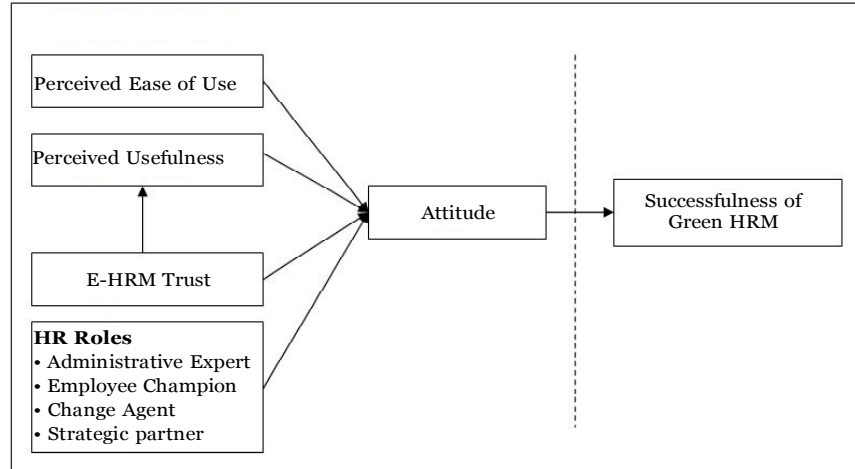 Perceived Ease of Use
Perceived Usefulness
E-HRM Trust
HR Roles
• Administrative Expert
• Employee Champion
• Change Agent
• Strategic partner
Attitude
Successfulness of
Green HRM